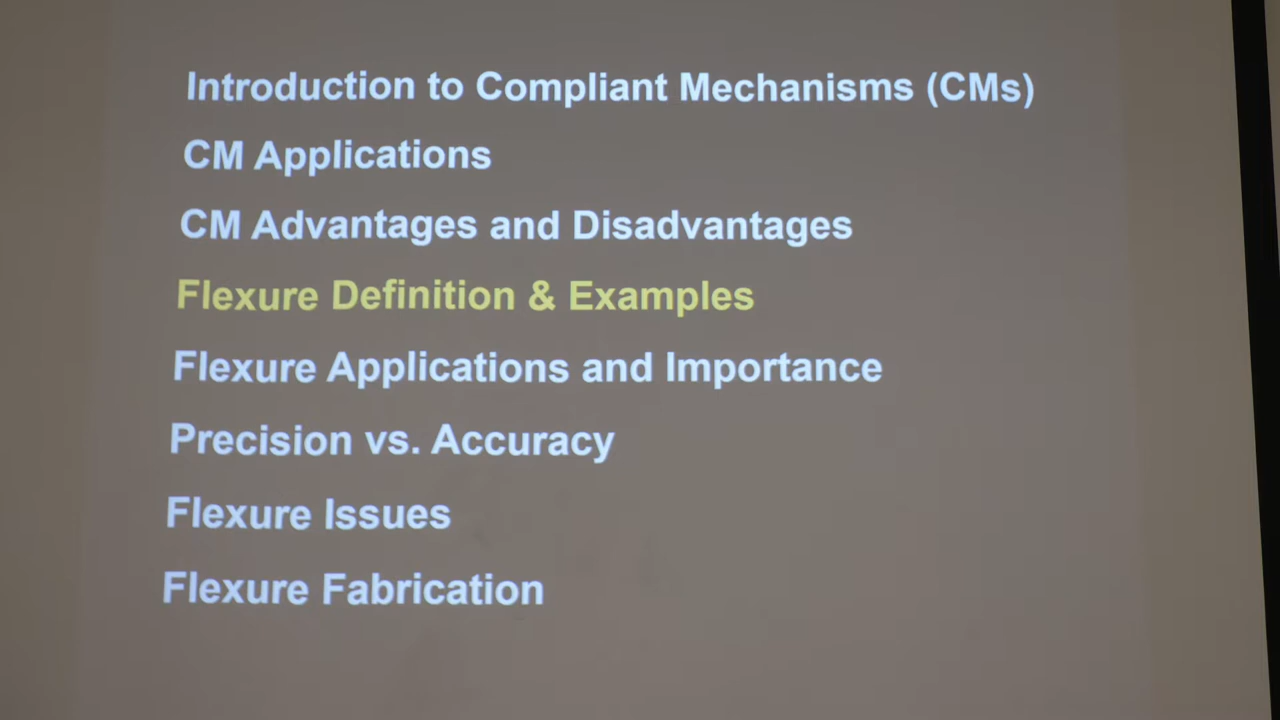 Introduction to Compliant Mechanisms (CMs)
CM Applications
CM Advantages and Disadvantages
Flexure Definition & Examples
Flexure Applications and Importance
Precision vs. Accuracy
Flexure Issues
Flexure Fabrication